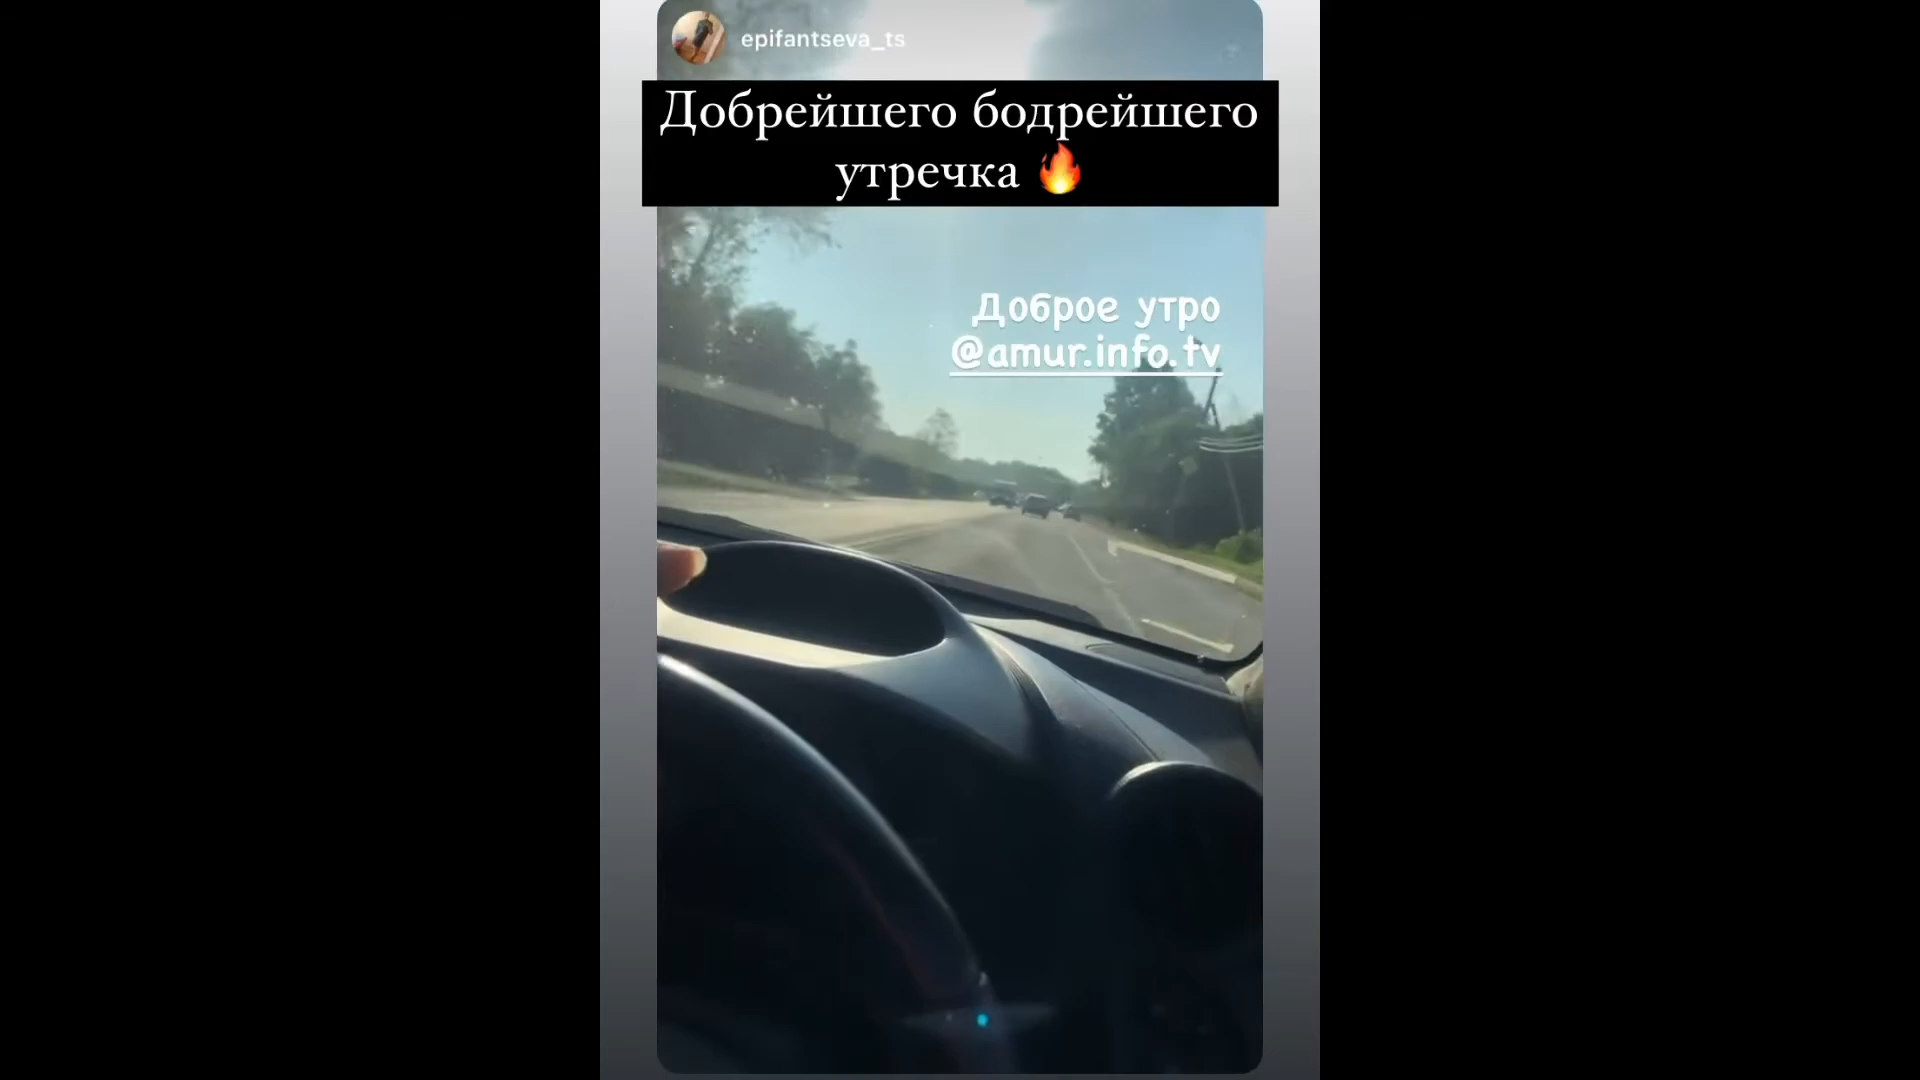 epifantseva_ts
Добрейшего бодрейшего
утречка 🔥
Доброе утро
@amur.info.tv